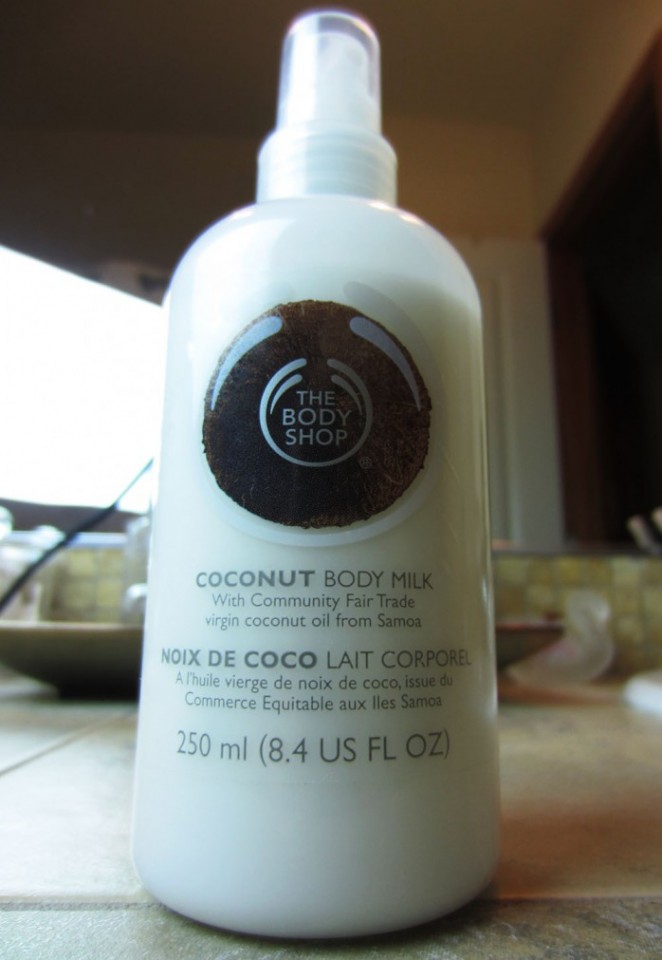 THE
BODY
SHOP
®
COCONUT BODY MILK
With Community Fair Trade
virgin coconut oil from Samoa
NOIX DE COCO LAIT CORPOREL
A l'huile vierge de noix de coco, issue du
Commerce Equitable aux Iles Samoa
250 ml (8.4 US FL OZ)